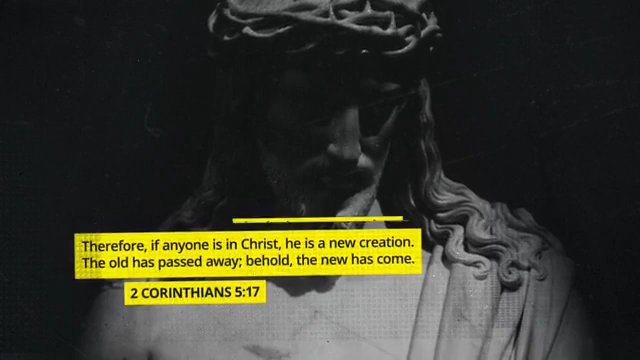 Therefore, if anyone is in Christ, he is a new creation.
The old has passed away; behold, the new has come.
2 CORINTHIANS 5:17